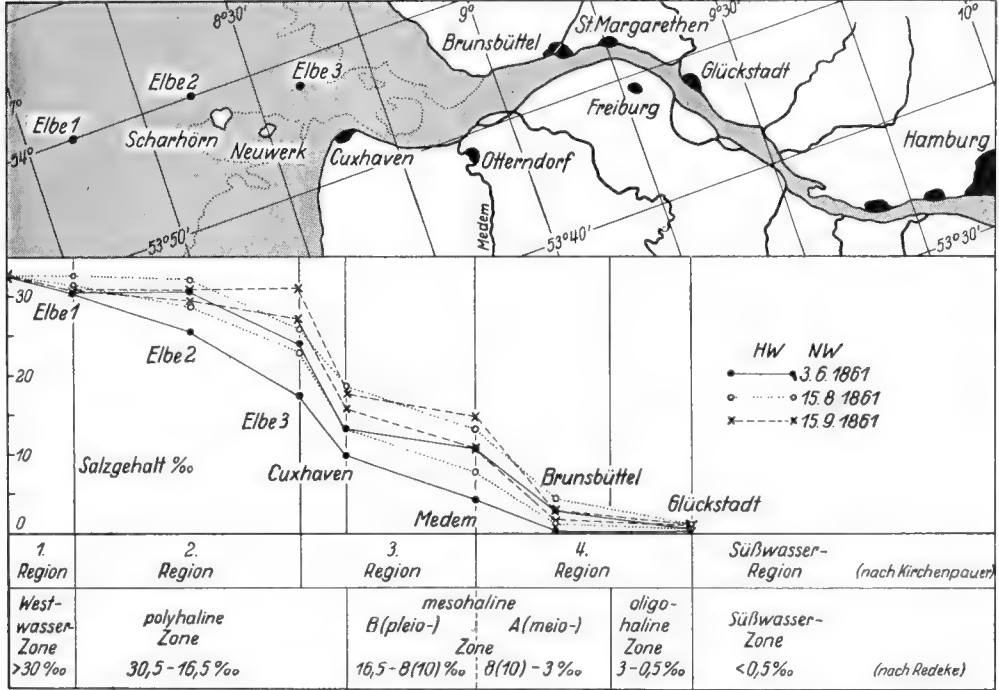 8°30'
9°
9°30'
10°
Brunsbüttel
St. Margarethen
Elbe 3
Elbe 2
Glückstadt
Freiburg
Elbe 1
Scharhörn
Neuwerk
Cuxhaven
Otterndorf
Hamburg
54°
Medem
53°50'
53°40'
53°30'
30
20
10
0
Elbe 1
Elbe 2
Elbe 3
Cuxhaven
Medem
Brunsbüttel
Glückstadt
Salzgehalt ‰
HW NW
3.6.1861
15.8 1861
15.9.1861
1. Region
2. Region
3. Region
4. Region
Süßwasser-
Region
(nach Kirchenpauer)
West-
wasser-
Zone
>30 ‰
polyhaline
Zone
30,5-16,5 ‰
mesohaline
B (pleio-) A (meio-)
Zone
16,5-8(10) ‰ 8(10)-3 ‰
oligo-
haline
Zone
3-0,5 ‰
Süßwasser-
Zone
<0,5 ‰
(nach Redeke)